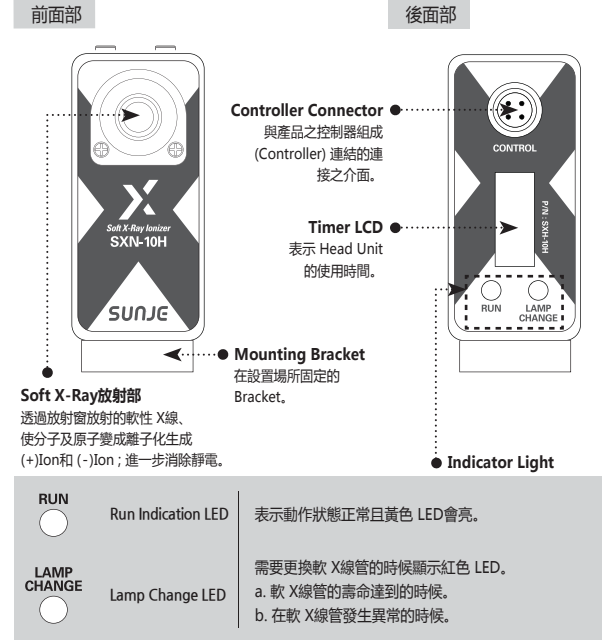 前面部
後面部
Soft X-Ray Ionizer
SXN-10H
SUNJE
Controller Connector
與產品之控制器組成
(Controller) 連結的連
接之介面。
Timer LCD
表示 Head Unit
的使用時間。
Mounting Bracket
在設置場所固定的
Bracket。
CONTROL
P/N : SXH-10H
RUN
LAMP
CHANGE
Soft X-Ray放射部
透過放射窗放射的軟性 X線、
使分子及原子變成離子化生成
(+)Ion和 (-)Ion ; 進一步消除靜電。
Indicator Light
RUN
Run Indication LED
表示動作狀態正常且黃色 LED會亮。
LAMP
CHANGE
Lamp Change LED
需要更換軟 X線管的時候顯示紅色 LED。
a. 軟 X線管的壽命達到的時候。
b. 在軟 X線管發生異常的時候。